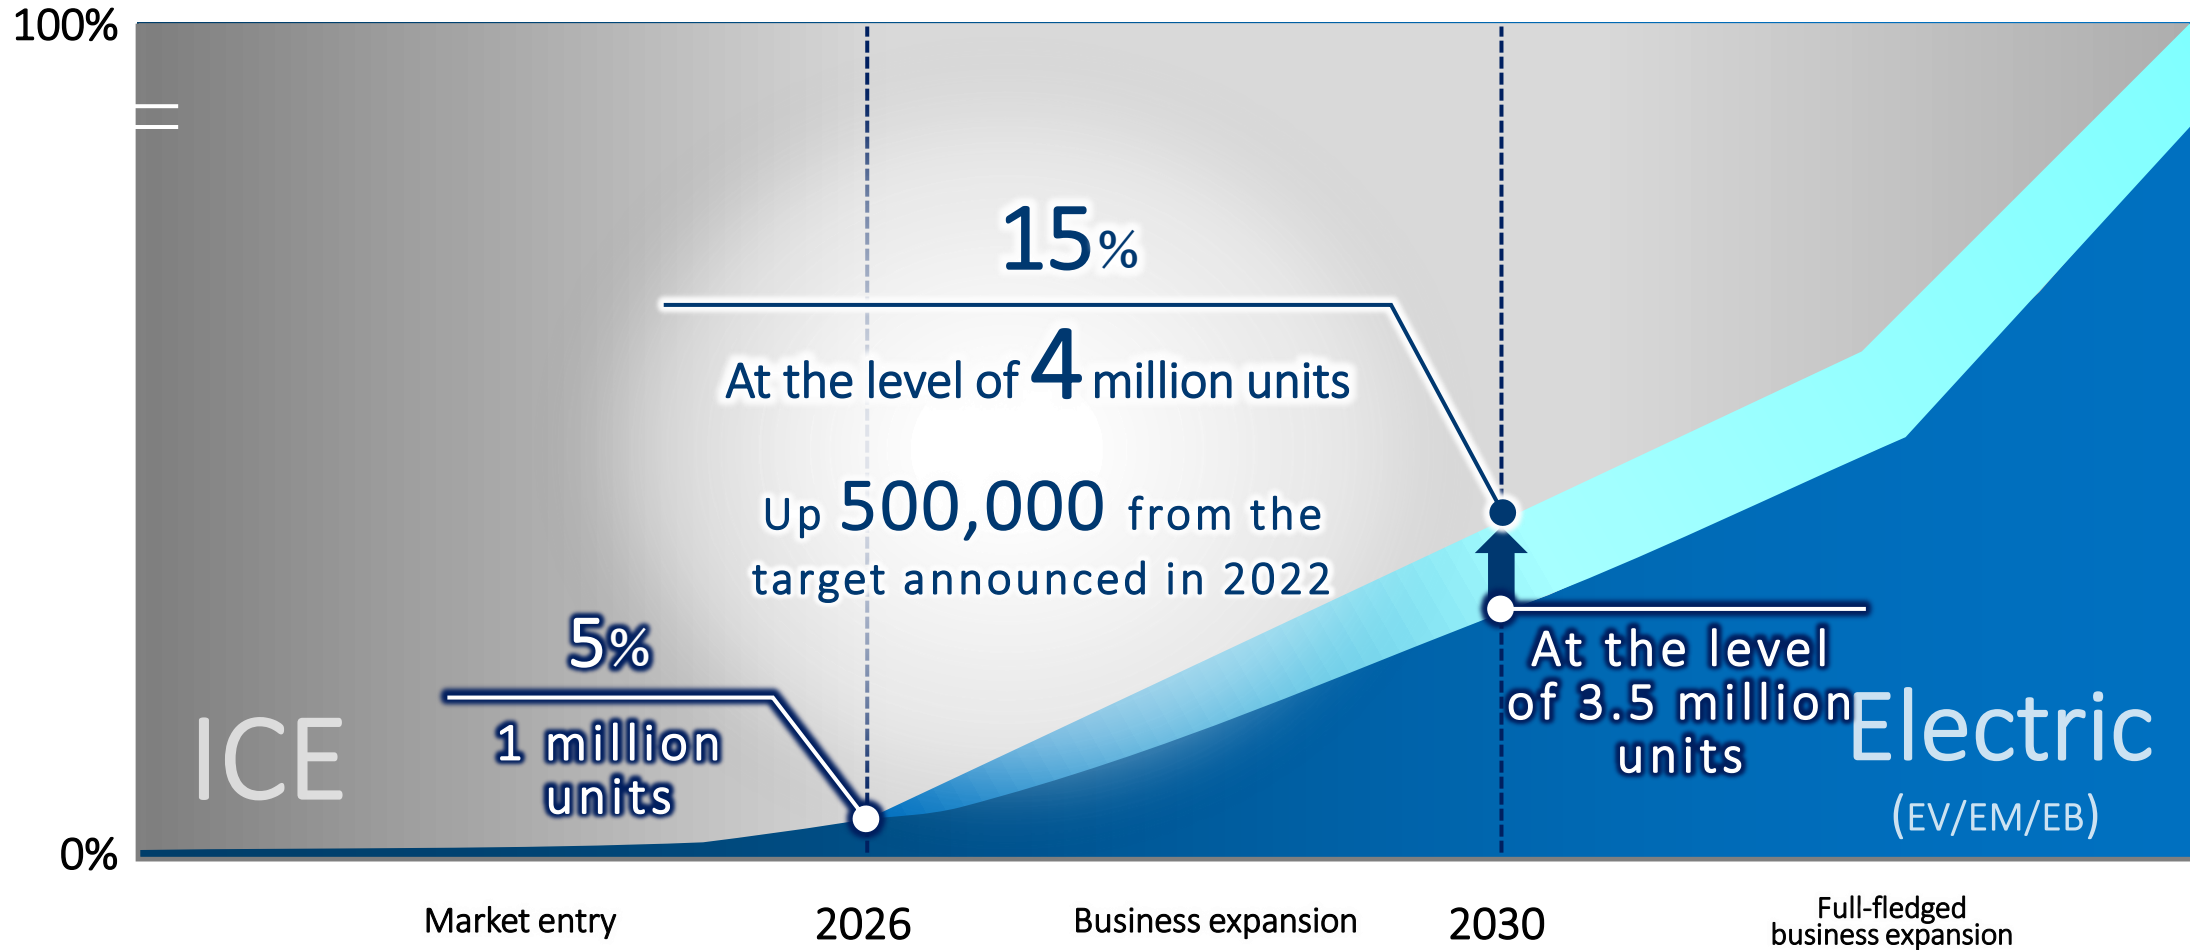 100%
15%
At the level of 4 million units
Up 500,000 from the
target announced in 2022
5%
1 million
units
At the level
of 3.5 million
units
ICE
Electric
(EV/EM/EB)
0%
Market entry
2026
Business expansion
2030
Full-fledged
business expansion